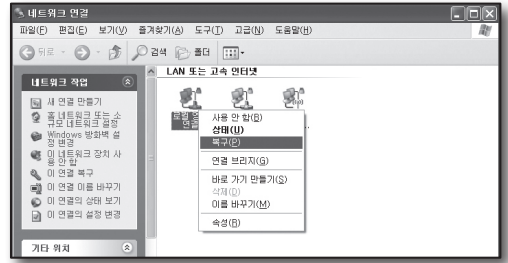 네트워크 연결
파일(F) 편집(E) 보기(V) 즐겨찾기(A) 도구(T) 고급(N) 도움말(H)
뒤로 검색 폴더
네트워크 작업
새 연결 만들기
홈 네트워크 또는 소
규모 네트워크 설정
Windows 방화벽 설
정 변경
이 네트워크 장치 사
용 안 함
이 연결 복구
이 연결 이름 바꾸기
이 연결의 상태 보기
이 연결의 설정 변경
기타 위치
LAN 또는 고속 인터넷
로컬
연결
사용 안 함(B)
상태(U)
복구(P)
연결 브리지(G)
바로 가기 만들기(S)
삭제(D)
이름 바꾸기(M)
속성(R)